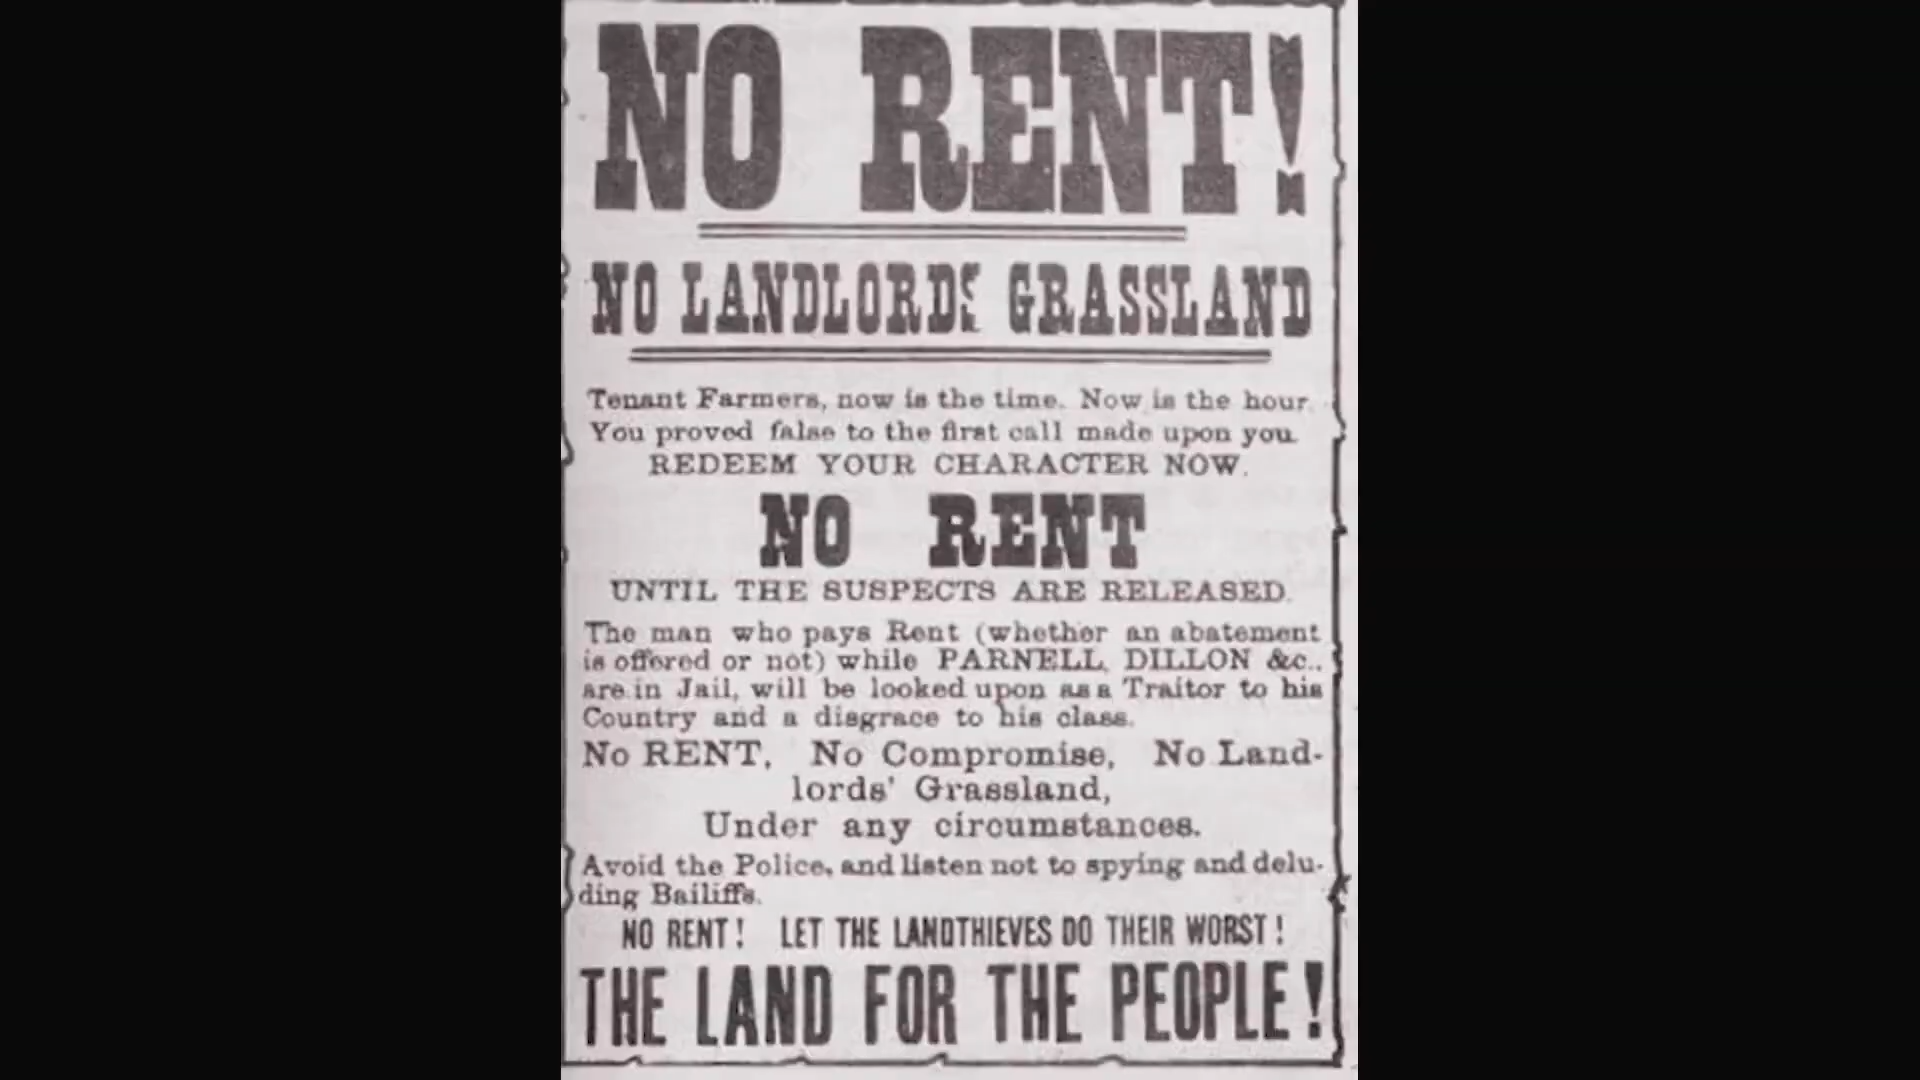 NO RENT!
NO LANDLORDS GRASSLAND
Tenant Farmers, now is the time. Now is the hour.
You proved false to the first call made upon you.
REDEEM YOUR CHARACTER NOW.
NO RENT
UNTIL THE SUSPECTS ARE RELEASED.
The man who pays Rent (whether an abatement
is offered or not) while PARNELL, DILLON &c.,
are in Jail, will be looked upon as a Traitor to his
Country and a disgrace to his class.
No RENT, No Compromise, No Land-
lords' Grassland,
Under any circumstances.
Avoid the Police, and listen not to spying and delu-
ding Bailiffs.
NO RENT! LET THE LANDTHIEVES DO THEIR WORST!
THE LAND FOR THE PEOPLE!